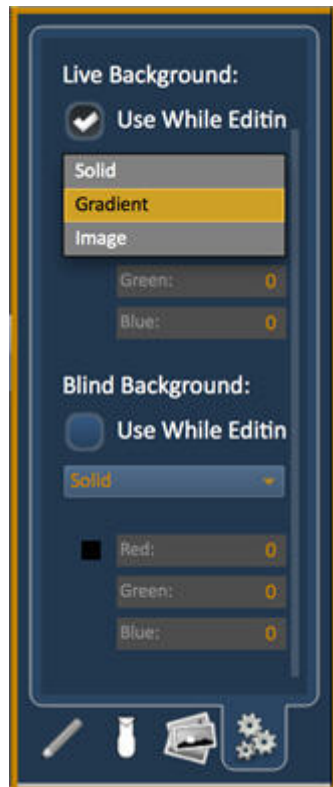 Live Background:
Use While Editin
Solid
Gradient
Image
Green: 0
Blue: 0
Blind Background:
Use While Editin
Solid
Red: 0
Green: 0
Blue: 0